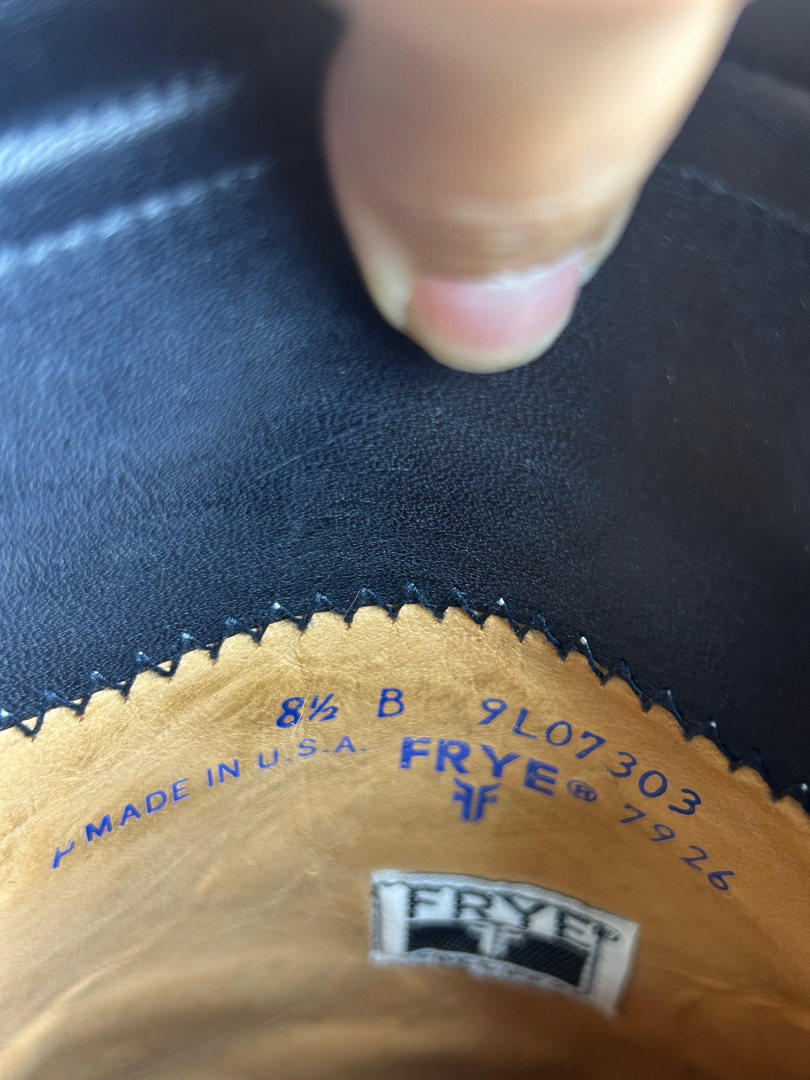 8½ B 9L07303
MADE IN U.S.A. FRYE® 7926
FRYE